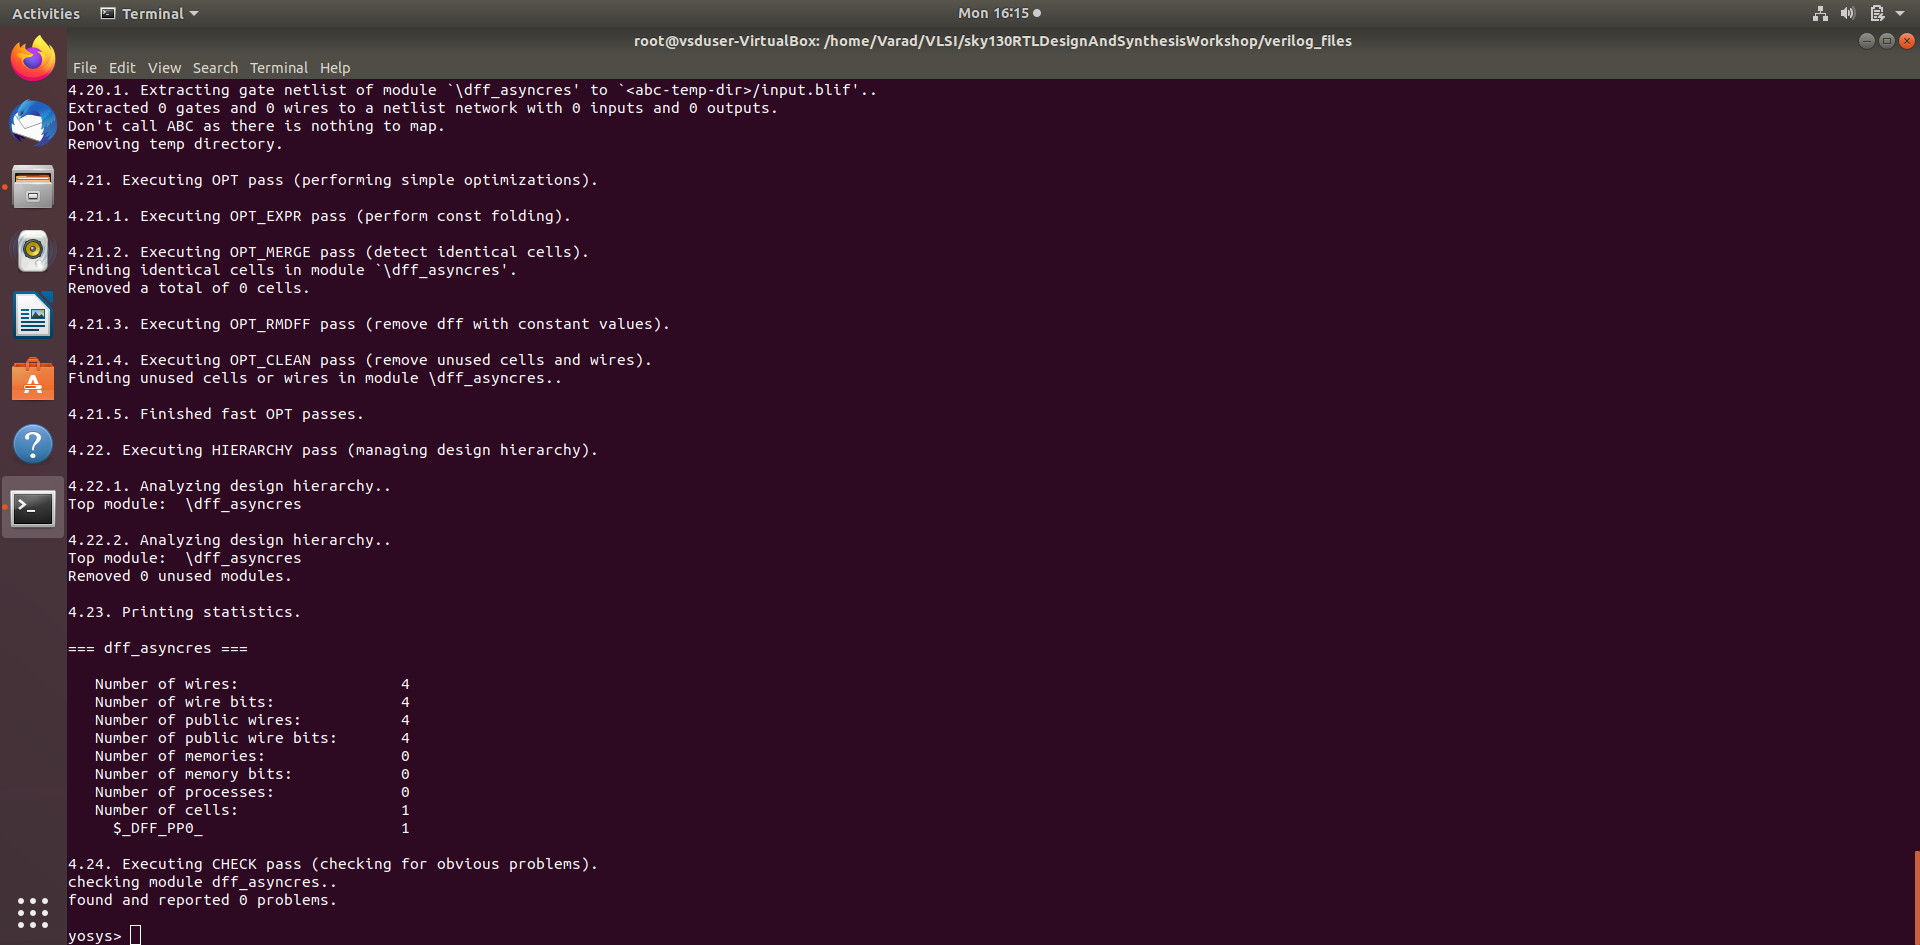 Activities Terminal Mon 16:15
root@vsduser-VirtualBox: /home/Varad/VLSI/sky130RTLDesignAndSynthesisWorkshop/verilog_files
File Edit View Search Terminal Help
4.20.1. Extracting gate netlist of module `\dff_asyncres' to `<abc-temp-dir>/input.blif'..
Extracted 0 gates and 0 wires to a netlist network with 0 inputs and 0 outputs.
Don't call ABC as there is nothing to map.
Removing temp directory.
4.21. Executing OPT pass (performing simple optimizations).
4.21.1. Executing OPT_EXPR pass (perform const folding).
4.21.2. Executing OPT_MERGE pass (detect identical cells).
Finding identical cells in module `\dff_asyncres'.
Removed a total of 0 cells.
4.21.3. Executing OPT_RMDFF pass (remove dff with constant values).
4.21.4. Executing OPT_CLEAN pass (remove unused cells and wires).
Finding unused cells or wires in module \dff_asyncres..
4.21.5. Finished fast OPT passes.
4.22. Executing HIERARCHY pass (managing design hierarchy).
4.22.1. Analyzing design hierarchy..
Top module:  \dff_asyncres
4.22.2. Analyzing design hierarchy..
Top module:  \dff_asyncres
Removed 0 unused modules.
4.23. Printing statistics.
=== dff_asyncres ===
Number of wires: 4
Number of wire bits: 4
Number of public wires: 4
Number of public wire bits: 4
Number of memories: 0
Number of memory bits: 0
Number of processes: 0
Number of cells: 1
$_DFF_PP0_ 1
4.24. Executing CHECK pass (checking for obvious problems).
checking module dff_asyncres..
found and reported 0 problems.
yosys>